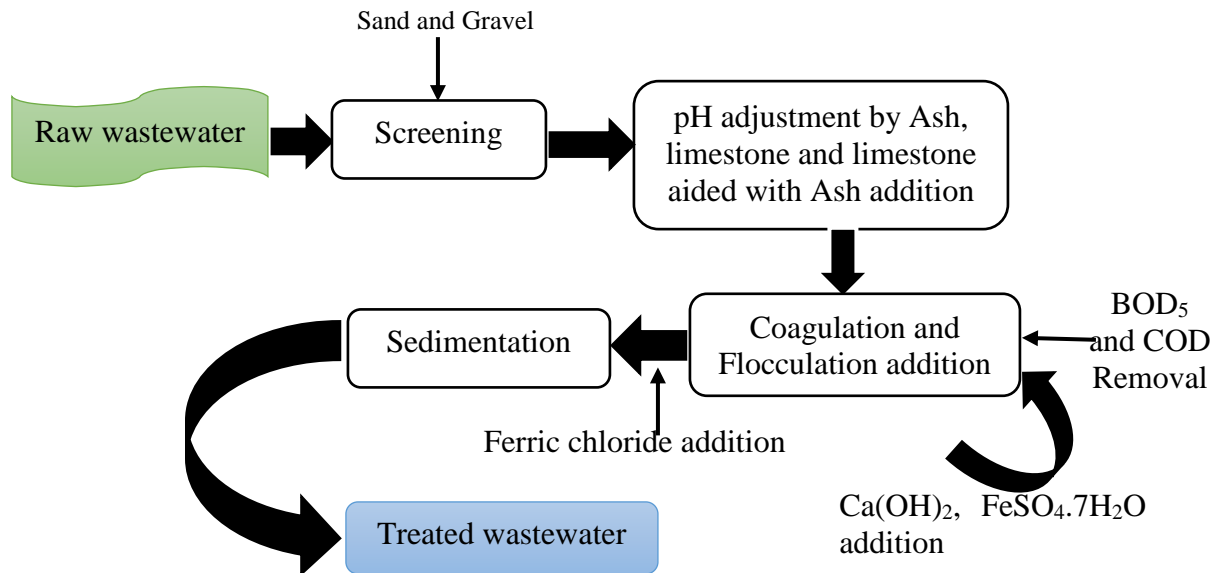 Sand and Gravel
Raw wastewater
Screening
pH adjustment by Ash,
limestone and limestone
aided with Ash addition
Coagulation and
Flocculation addition
BOD₅
and COD
Removal
Ca(OH)₂, FeSO₄.7H₂O
addition
Sedimentation
Ferric chloride addition
Treated wastewater